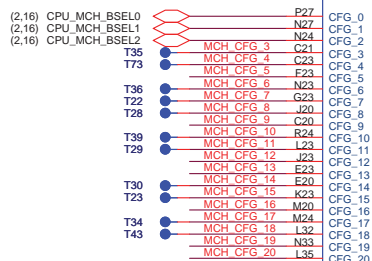 (2,16) CPU_MCH_BSEL0 P27 CFG_0
(2,16) CPU_MCH_BSEL1 N27 CFG_1
(2,16) CPU_MCH_BSEL2 N24 CFG_2
T35 MCH_CFG_3 C21 CFG_3
T73 MCH_CFG_4 C23 CFG_4
MCH_CFG_5 F23 CFG_5
T36 MCH_CFG_6 N23 CFG_6
T22 MCH_CFG_7 G23 CFG_7
T28 MCH_CFG_8 J20 CFG_8
MCH_CFG_9 C20 CFG_9
T39 MCH_CFG_10 R24 CFG_10
T29 MCH_CFG_11 L23 CFG_11
MCH_CFG_12 J23 CFG_12
MCH_CFG_13 E23 CFG_13
T30 MCH_CFG_14 E20 CFG_14
T23 MCH_CFG_15 K23 CFG_15
MCH_CFG_16 M20 CFG_16
T34 MCH_CFG_17 M24 CFG_17
T43 MCH_CFG_18 L32 CFG_18
MCH_CFG_19 N33 CFG_19
MCH_CFG_20 L35 CFG_20